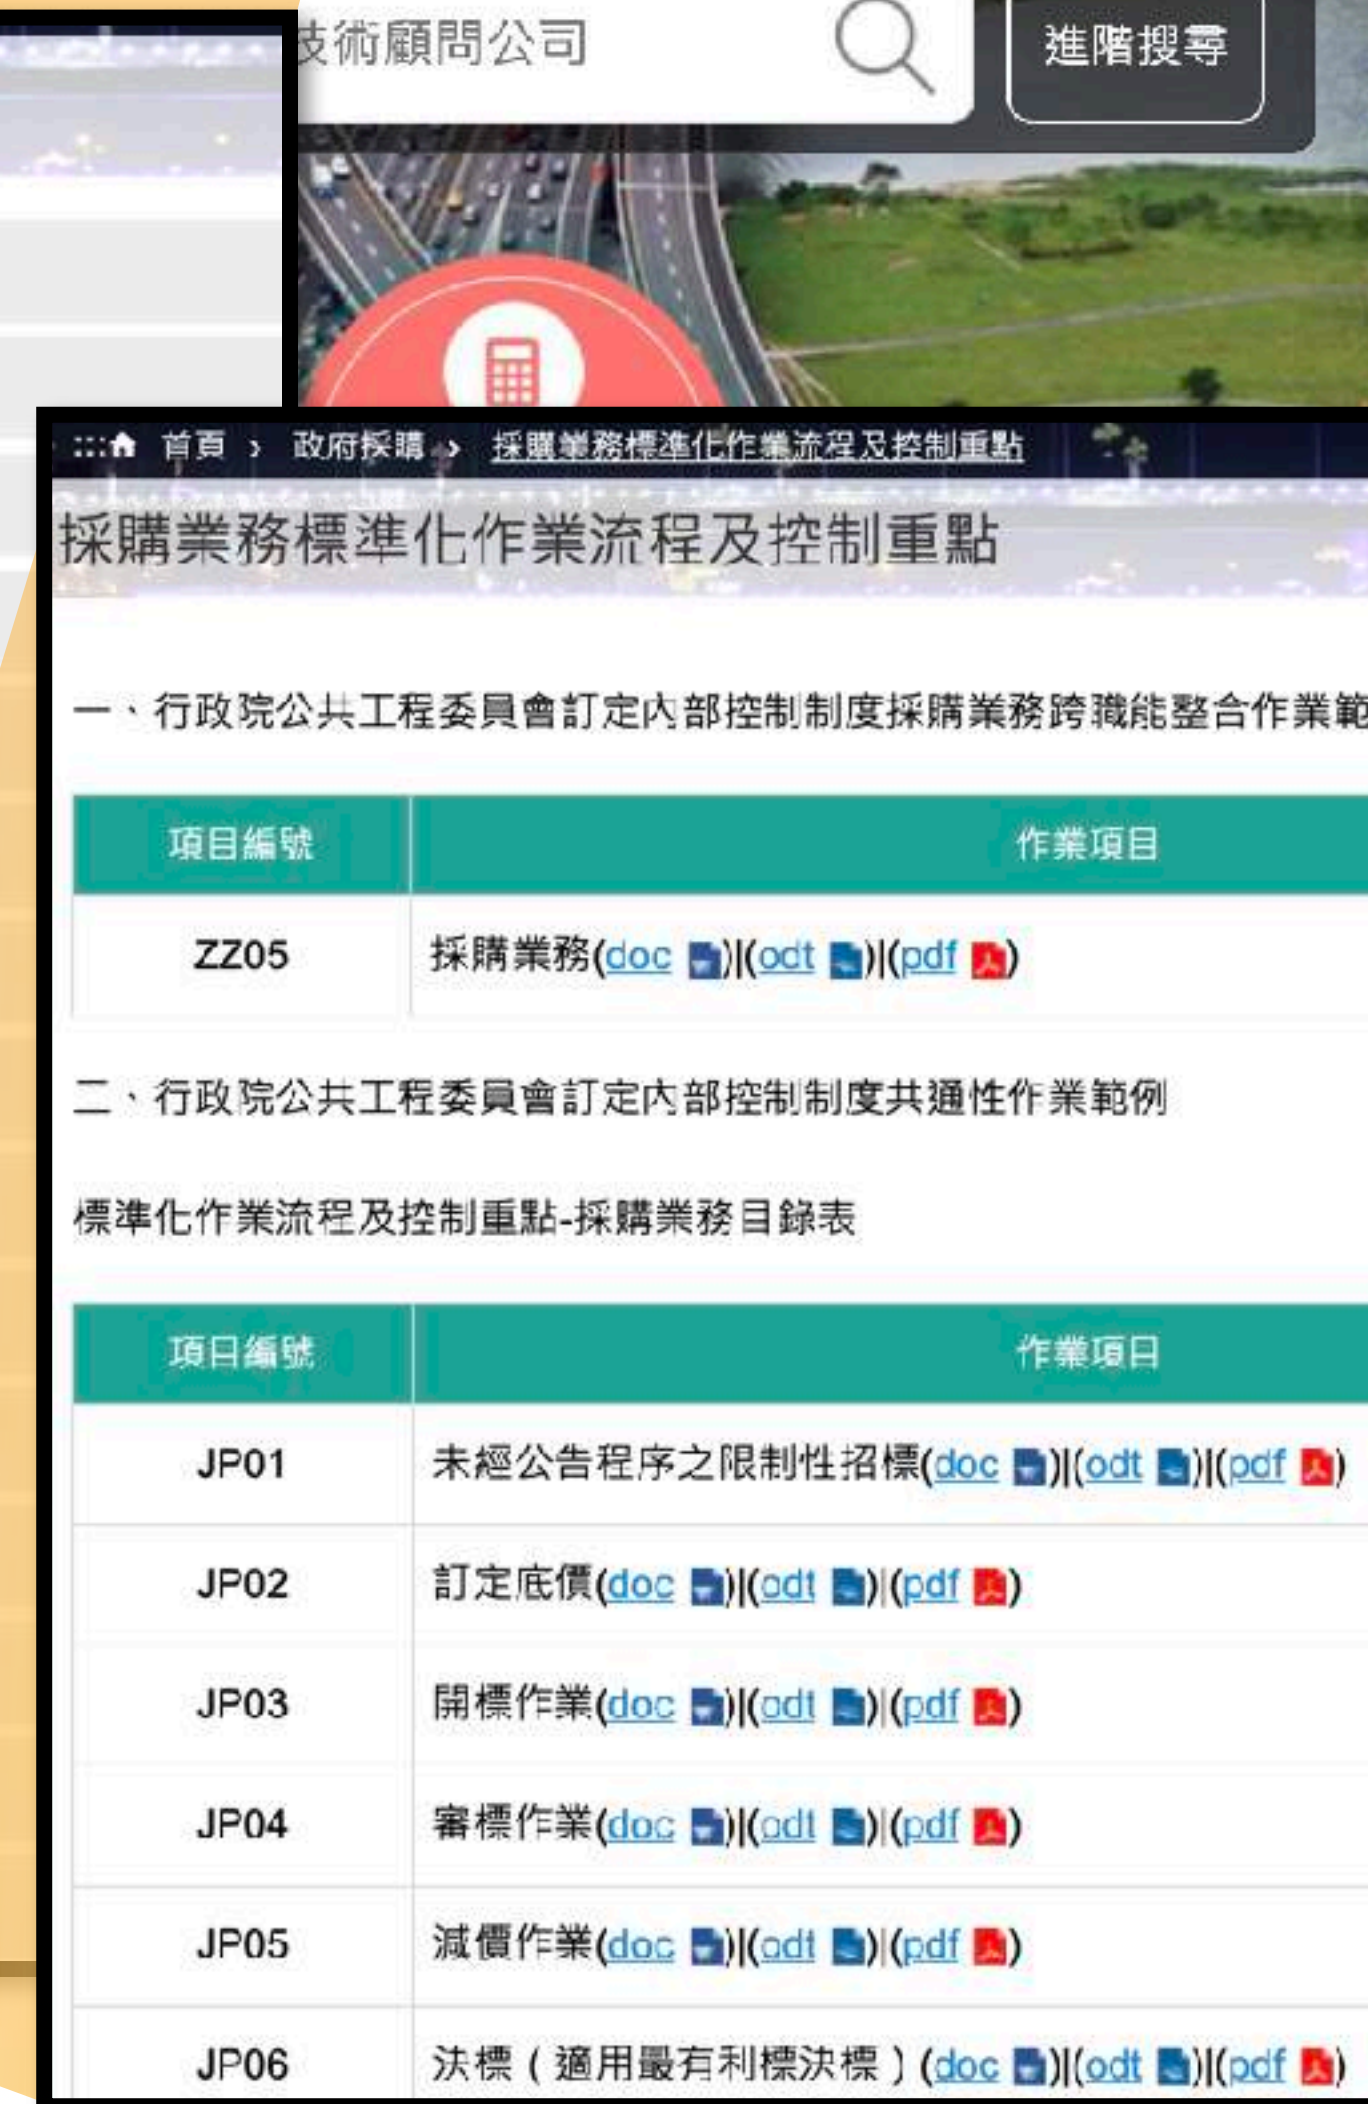 技術顧問公司
進階搜尋
:::首頁 › 政府採購 › 採購業務標準化作業流程及控制重點
採購業務標準化作業流程及控制重點
一、行政院公共工程委員會訂定內部控制制度採購業務跨職能整合作業範
項目編號 作業項目
ZZ05 採購業務(doc)|(odt)|(pdf)
二、行政院公共工程委員會訂定內部控制制度共通性作業範例
標準化作業流程及控制重點-採購業務目錄表
項目編號 作業項目
JP01 未經公告程序之限制性招標(doc)|(odt)|(pdf)
JP02 訂定底價(doc)|(odt)|(pdf)
JP03 開標作業(doc)|(odt)|(pdf)
JP04 審標作業(doc)|(odt)|(pdf)
JP05 減價作業(doc)|(odt)|(pdf)
JP06 決標（適用最有利標決標）(doc)|(odt)|(pdf)